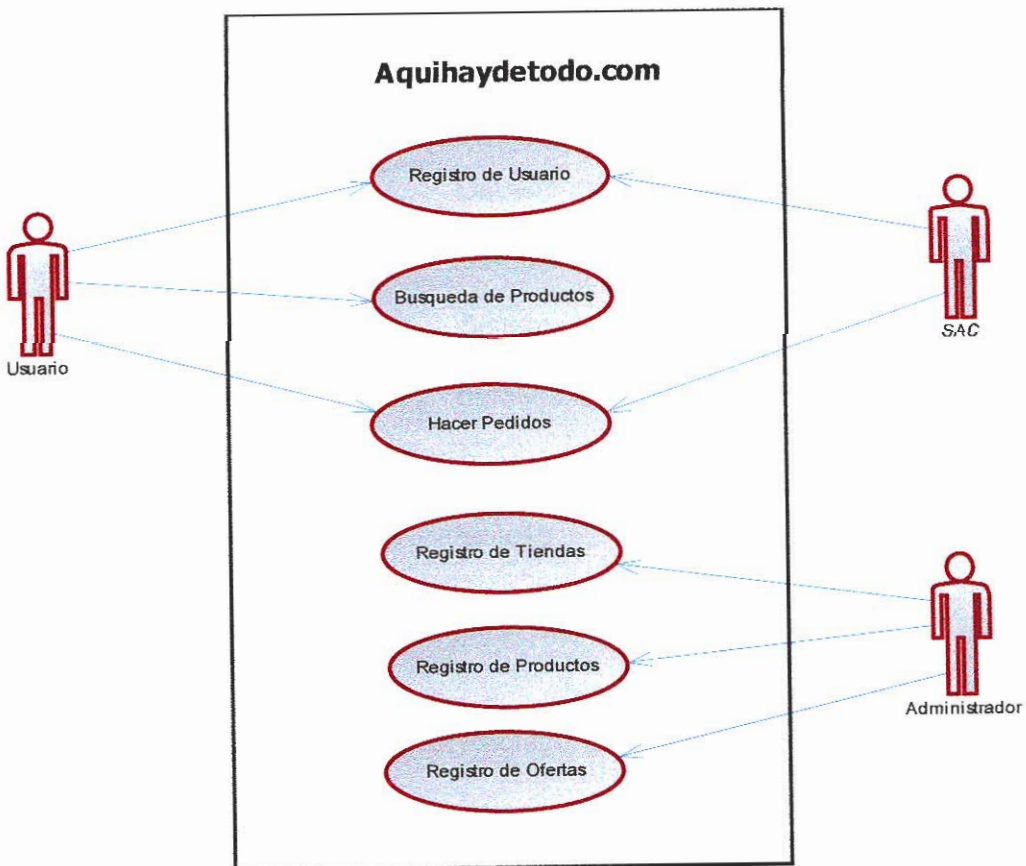 Aquihaydetodo.com
Registro de Usuario
Busqueda de Productos
Usuario
SAC
Hacer Pedidos
Registro de Tiendas
Registro de Productos
Administrador
Registro de Ofertas